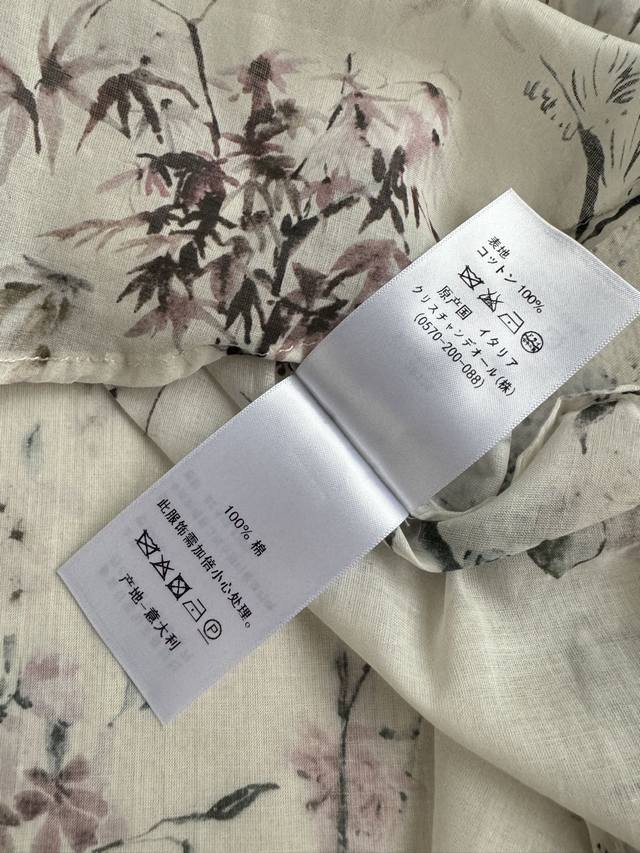 表地
コットン 100%
原産国 イタリア
クリスチャンディオール(株)
(0570-200-088)
100% 棉
此服饰需加倍小心处理。
产地-意大利